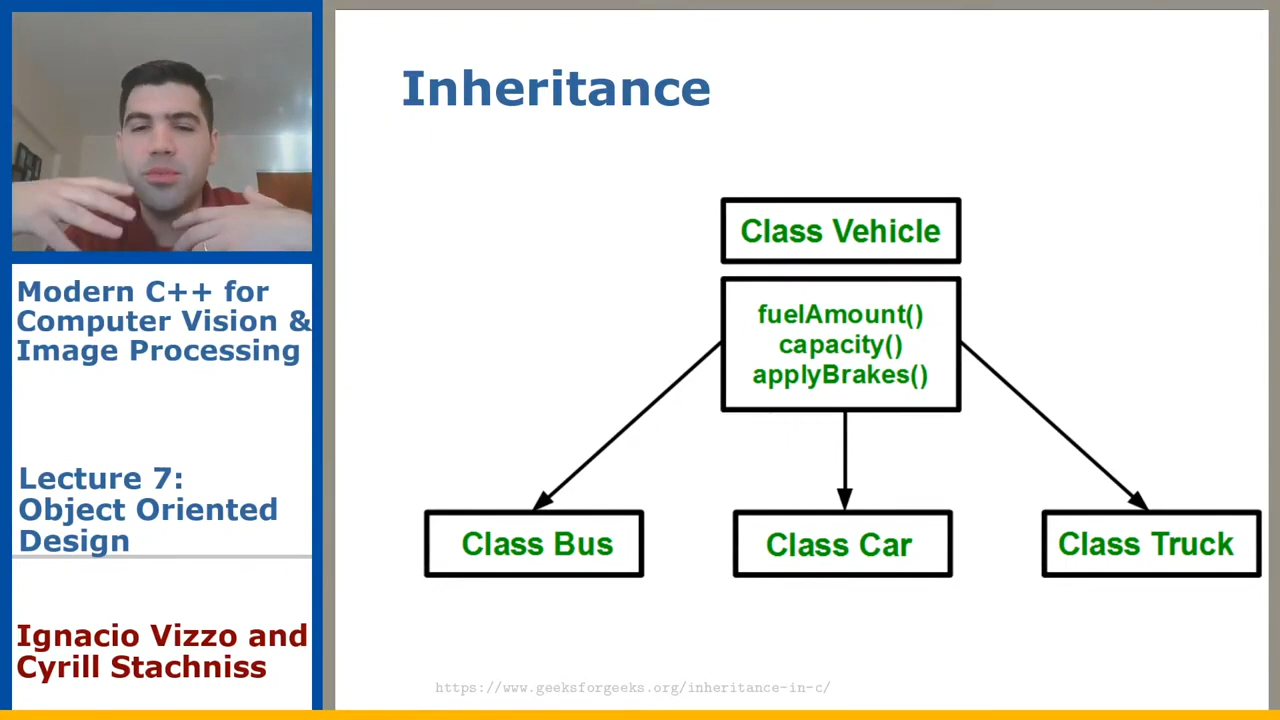 Modern C++ for
Computer Vision &
Image Processing
Lecture 7:
Object Oriented
Design
Ignacio Vizzo and
Cyrill Stachniss
Inheritance
Class Vehicle
fuelAmount()
capacity()
applyBrakes()
Class Bus
Class Car
Class Truck
https://www.geeksforgeeks.org/inheritance-in-c/